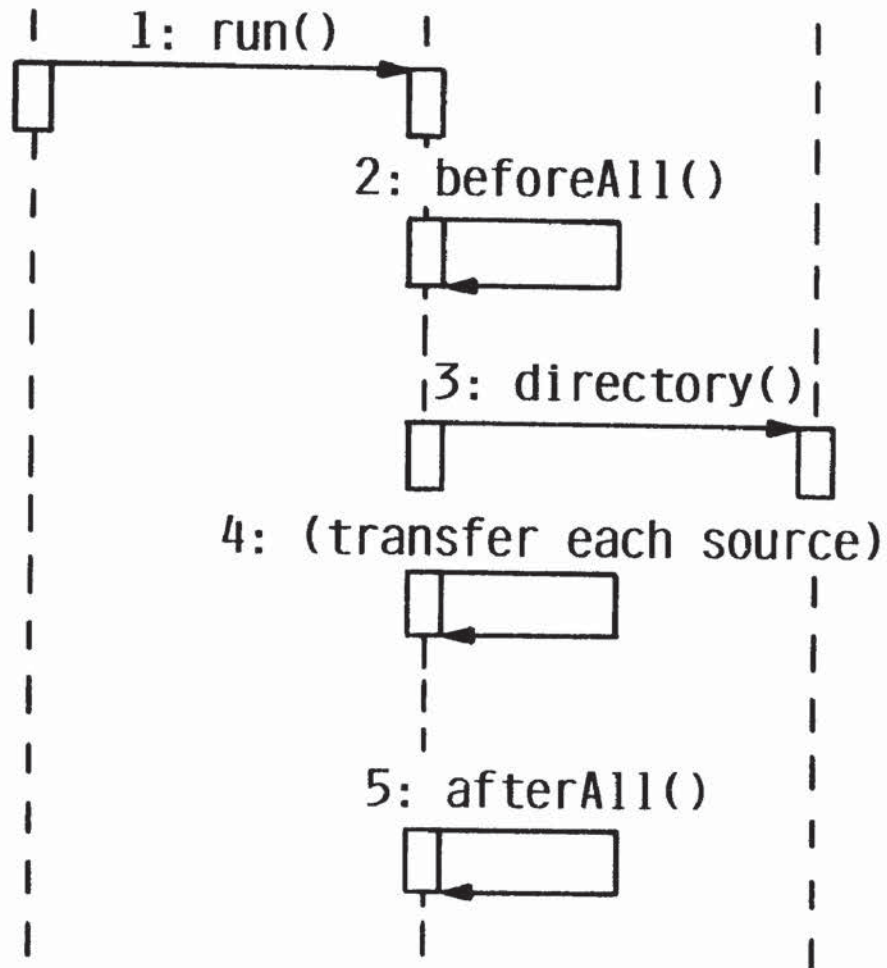 1: run()
2: beforeAll()
3: directory()
4: (transfer each source)
5: afterAll()